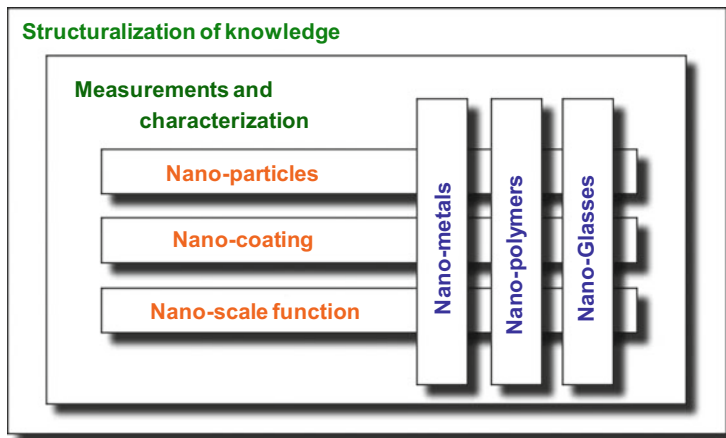 Structuralization of knowledge
Measurements and
characterization
Nano-particles
Nano-coating
Nano-scale function
Nano-metals
Nano-polymers
Nano-Glasses